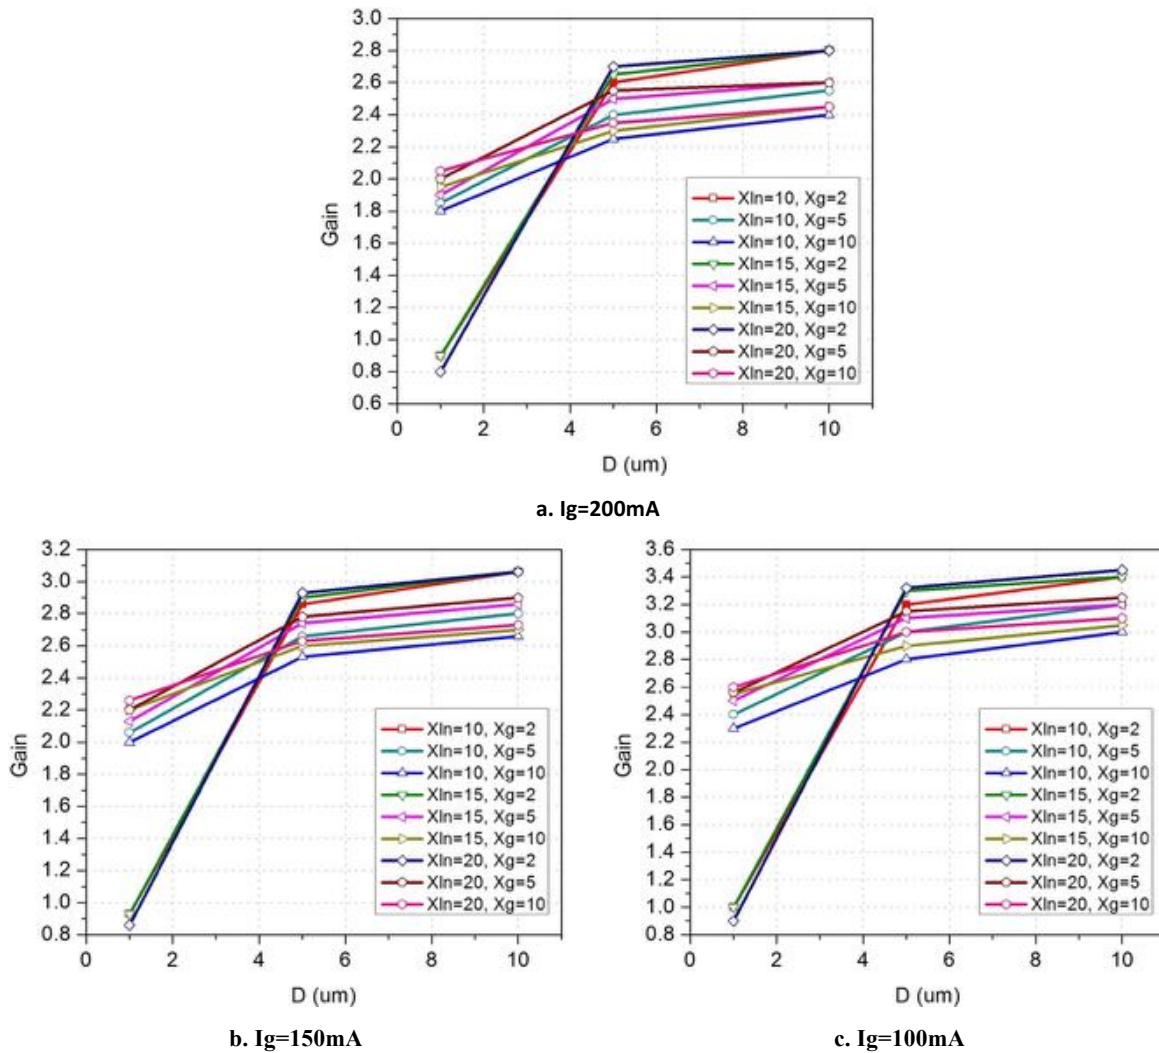 3.0
2.8
2.6
2.4
2.2
2.0
1.8
1.6
1.4
1.2
1.0
0.8
0.6
Gain
XIn=10, Xg=2
XIn=10, Xg=5
XIn=10, Xg=10
XIn=15, Xg=2
XIn=15, Xg=5
XIn=15, Xg=10
XIn=20, Xg=2
XIn=20, Xg=5
XIn=20, Xg=10
0 2 4 6 8 10
D (um)
a. Ig=200mA
3.2
3.0
2.8
2.6
2.4
2.2
2.0
1.8
1.6
1.4
1.2
1.0
0.8
Gain
XIn=10, Xg=2
XIn=10, Xg=5
XIn=10, Xg=10
XIn=15, Xg=2
XIn=15, Xg=5
XIn=15, Xg=10
XIn=20, Xg=2
XIn=20, Xg=5
XIn=20, Xg=10
0 2 4 6 8 10
D (um)
b. Ig=150mA
3.6
3.4
3.2
3.0
2.8
2.6
2.4
2.2
2.0
1.8
1.6
1.4
1.2
1.0
0.8
Gain
XIn=10, Xg=2
XIn=10, Xg=5
XIn=10, Xg=10
XIn=15, Xg=2
XIn=15, Xg=5
XIn=15, Xg=10
XIn=20, Xg=2
XIn=20, Xg=5
XIn=20, Xg=10
0 2 4 6 8 10
D (um)
c. Ig=100mA